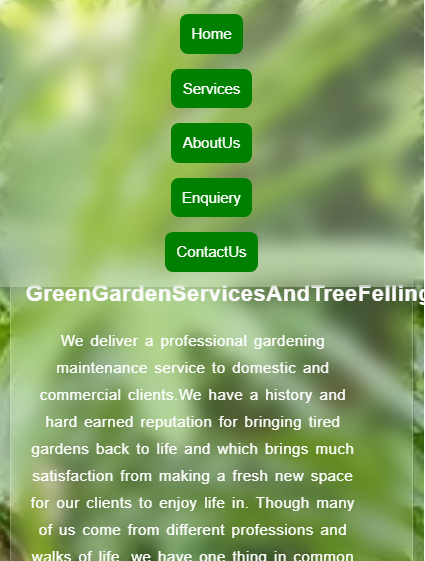 Home
Services
AboutUs
Enquiery
ContactUs
GreenGardenServicesAndTreeFelling
We deliver a professional gardening
maintenance service to domestic and
commercial clients.We have a history and
hard earned reputation for bringing tired
gardens back to life and which brings much
satisfaction from making a fresh new space
for our clients to enjoy life in. Though many
of us come from different professions and
walks of life, we have one thing in common